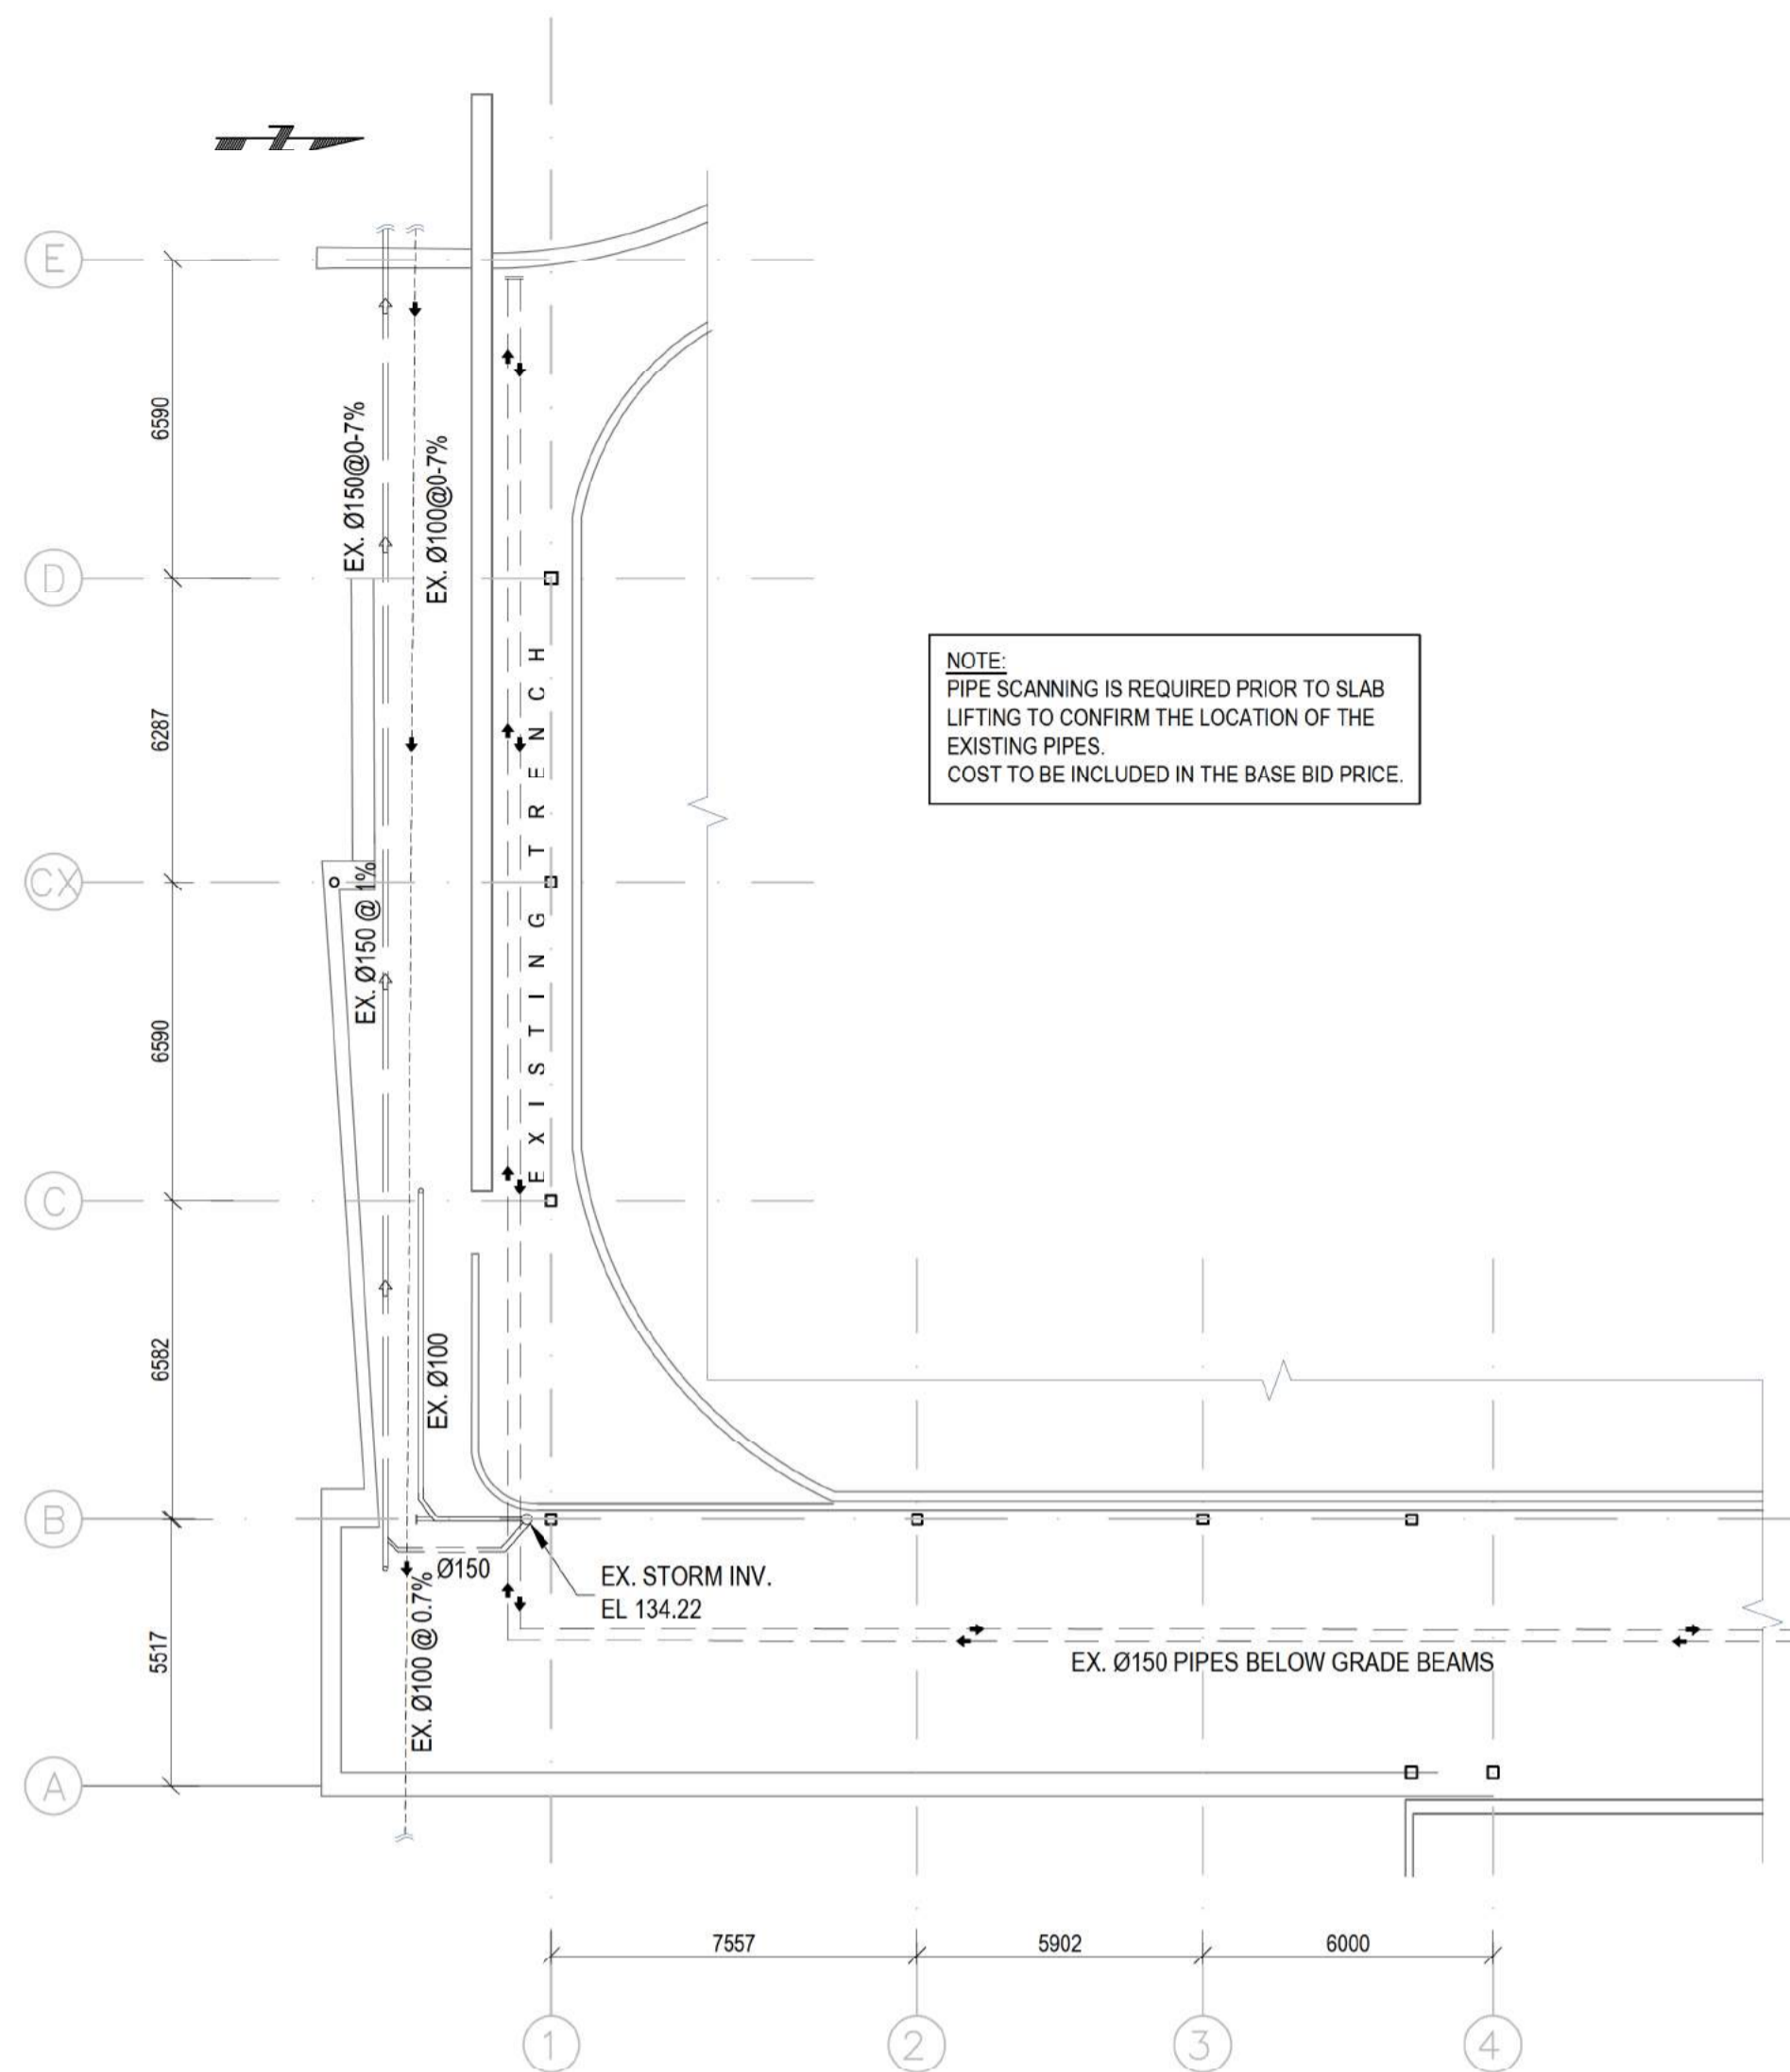 E
6590
EX. Ø150@0-7%
EX. Ø100@0-7%
D
NOTE:
PIPE SCANNING IS REQUIRED PRIOR TO SLAB
LIFTING TO CONFIRM THE LOCATION OF THE
EXISTING PIPES.
COST TO BE INCLUDED IN THE BASE BID PRICE.
6287
EXISTING TRENCH
CX
EX. Ø150 @ 1%
6590
C
6582
EX. Ø100
B
Ø150
EX. STORM INV.
EL 134.22
EX. Ø100 @ 0.7%
5517
EX. Ø150 PIPES BELOW GRADE BEAMS
A
7557
5902
6000
1
2
3
4